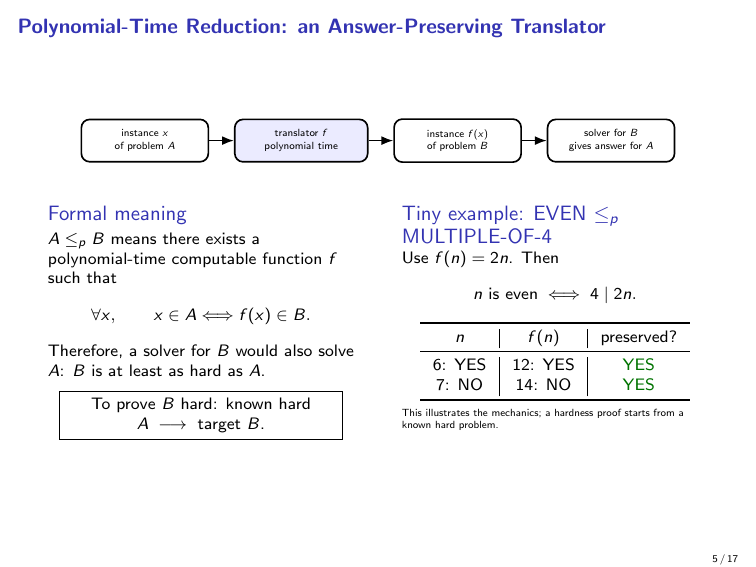 Polynomial-Time Reduction: an Answer-Preserving Translator
instance x
of problem A
translator f
polynomial time
instance f(x)
of problem B
solver for B
gives answer for A
Formal meaning
A ≤p B means there exists a
polynomial-time computable function f
such that
∀x, x ∈ A ⟺ f(x) ∈ B.
Therefore, a solver for B would also solve
A: B is at least as hard as A.
To prove B hard: known hard
A ⟶ target B.
Tiny example: EVEN ≤p
MULTIPLE-OF-4
Use f(n) = 2n. Then
n is even ⟺ 4 | 2n.
n f(n) preserved?
6: YES 12: YES YES
7: NO 14: NO YES
This illustrates the mechanics; a hardness proof starts from a
known hard problem.
5 / 17